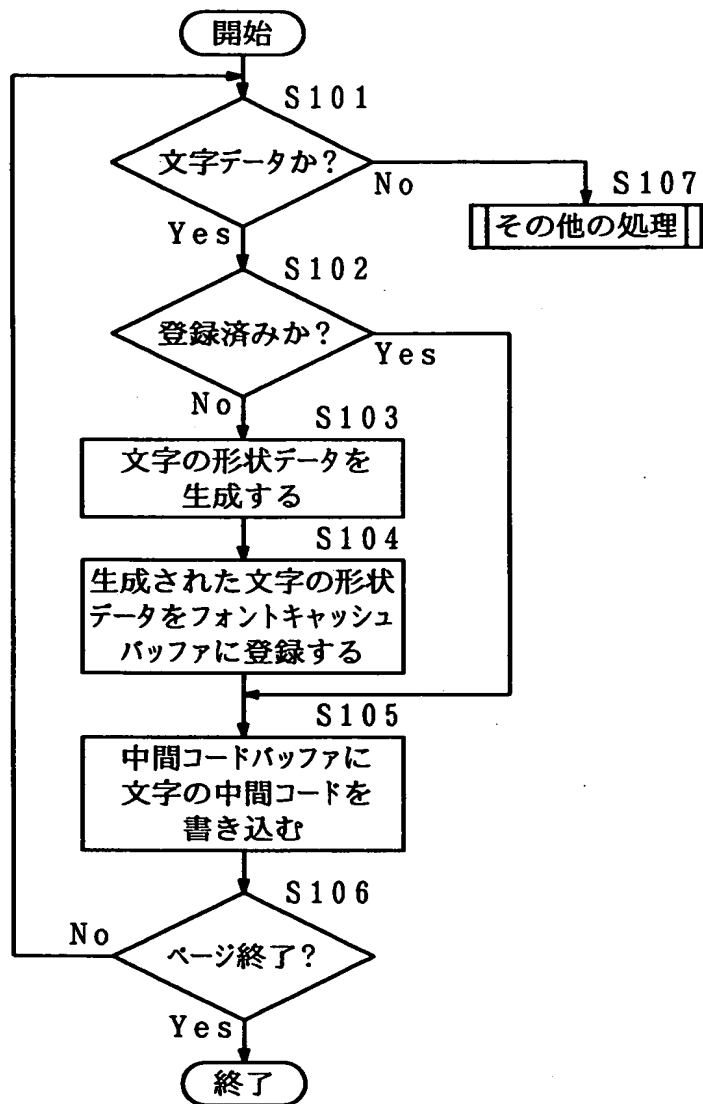 開始
S101
文字データか?
No
S107
その他の処理
Yes
S102
登録済みか?
Yes
No
S103
文字の形状データを
生成する
S104
生成された文字の形状
データをフォントキャッシュ
バッファに登録する
S105
中間コードバッファに
文字の中間コードを
書き込む
S106
No
ページ終了?
Yes
終了